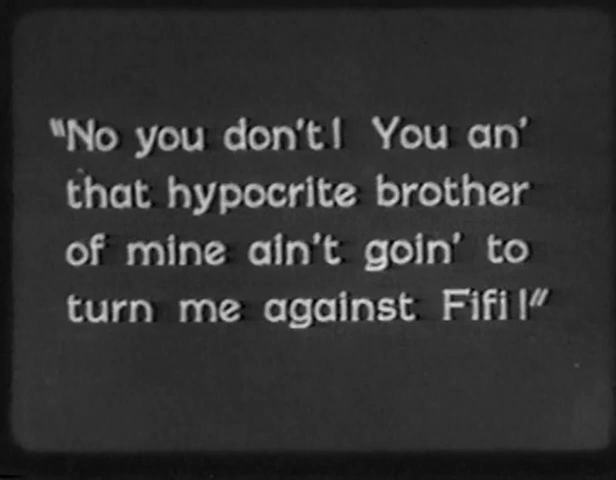 "No you don't! You an'
that hypocrite brother
of mine ain't goin' to
turn me against Fifi!"